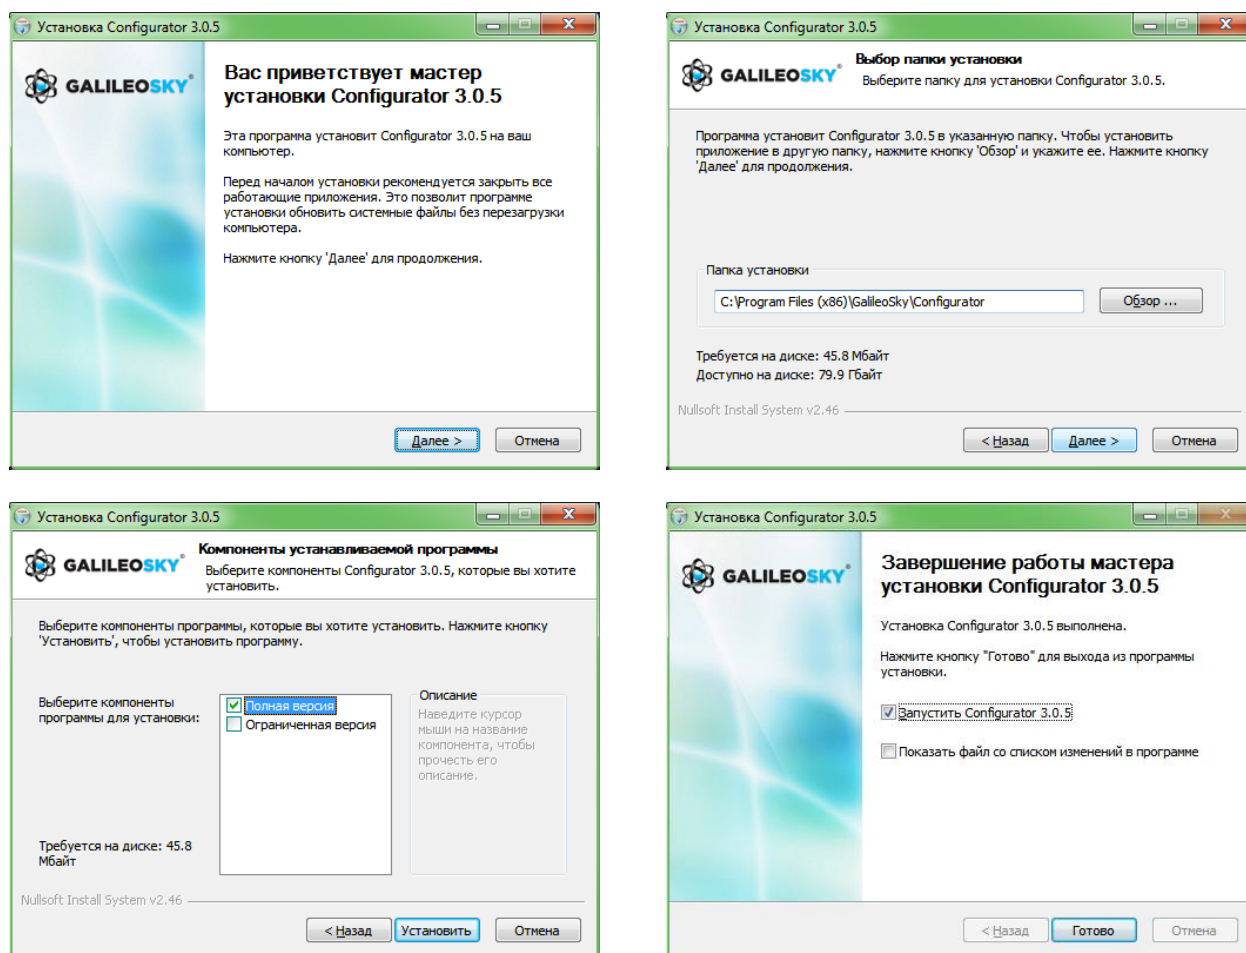 Установка Configurator 3.0.5
GALILEOSKY®
Вас приветствует мастер
установки Configurator 3.0.5
Эта программа установит Configurator 3.0.5 на ваш
компьютер.
Перед началом установки рекомендуется закрыть все
работающие приложения. Это позволит программе
установки обновить системные файлы без перезагрузки
компьютера.
Нажмите кнопку 'Далее' для продолжения.
Далее >
Отмена
Установка Configurator 3.0.5
GALILEOSKY®
Выбор папки установки
Выберите папку для установки Configurator 3.0.5.
Программа установит Configurator 3.0.5 в указанную папку. Чтобы установить
приложение в другую папку, нажмите кнопку 'Обзор' и укажите ее. Нажмите кнопку
'Далее' для продолжения.
Папка установки
C:\Program Files (x86)\GalileoSky\Configurator
Обзор ...
Требуется на диске: 45.8 Мбайт
Доступно на диске: 79.9 Гбайт
Nullsoft Install System v2.46
< Назад
Далее >
Отмена
Установка Configurator 3.0.5
GALILEOSKY®
Компоненты устанавливаемой программы
Выберите компоненты Configurator 3.0.5, которые вы хотите
установить.
Выберите компоненты программы, которые вы хотите установить. Нажмите кнопку
'Установить', чтобы установить программу.
Выберите компоненты
программы для установки:
Полная версия
Ограниченная версия
Описание
Наведите курсор
мыши на название
компонента, чтобы
прочесть его
описание.
Требуется на диске: 45.8
Мбайт
Nullsoft Install System v2.46
< Назад
Установить
Отмена
Установка Configurator 3.0.5
GALILEOSKY®
Завершение работы мастера
установки Configurator 3.0.5
Установка Configurator 3.0.5 выполнена.
Нажмите кнопку "Готово" для выхода из программы
установки.
Запустить Configurator 3.0.5
Показать файл со списком изменений в программе
< Назад
Готово
Отмена